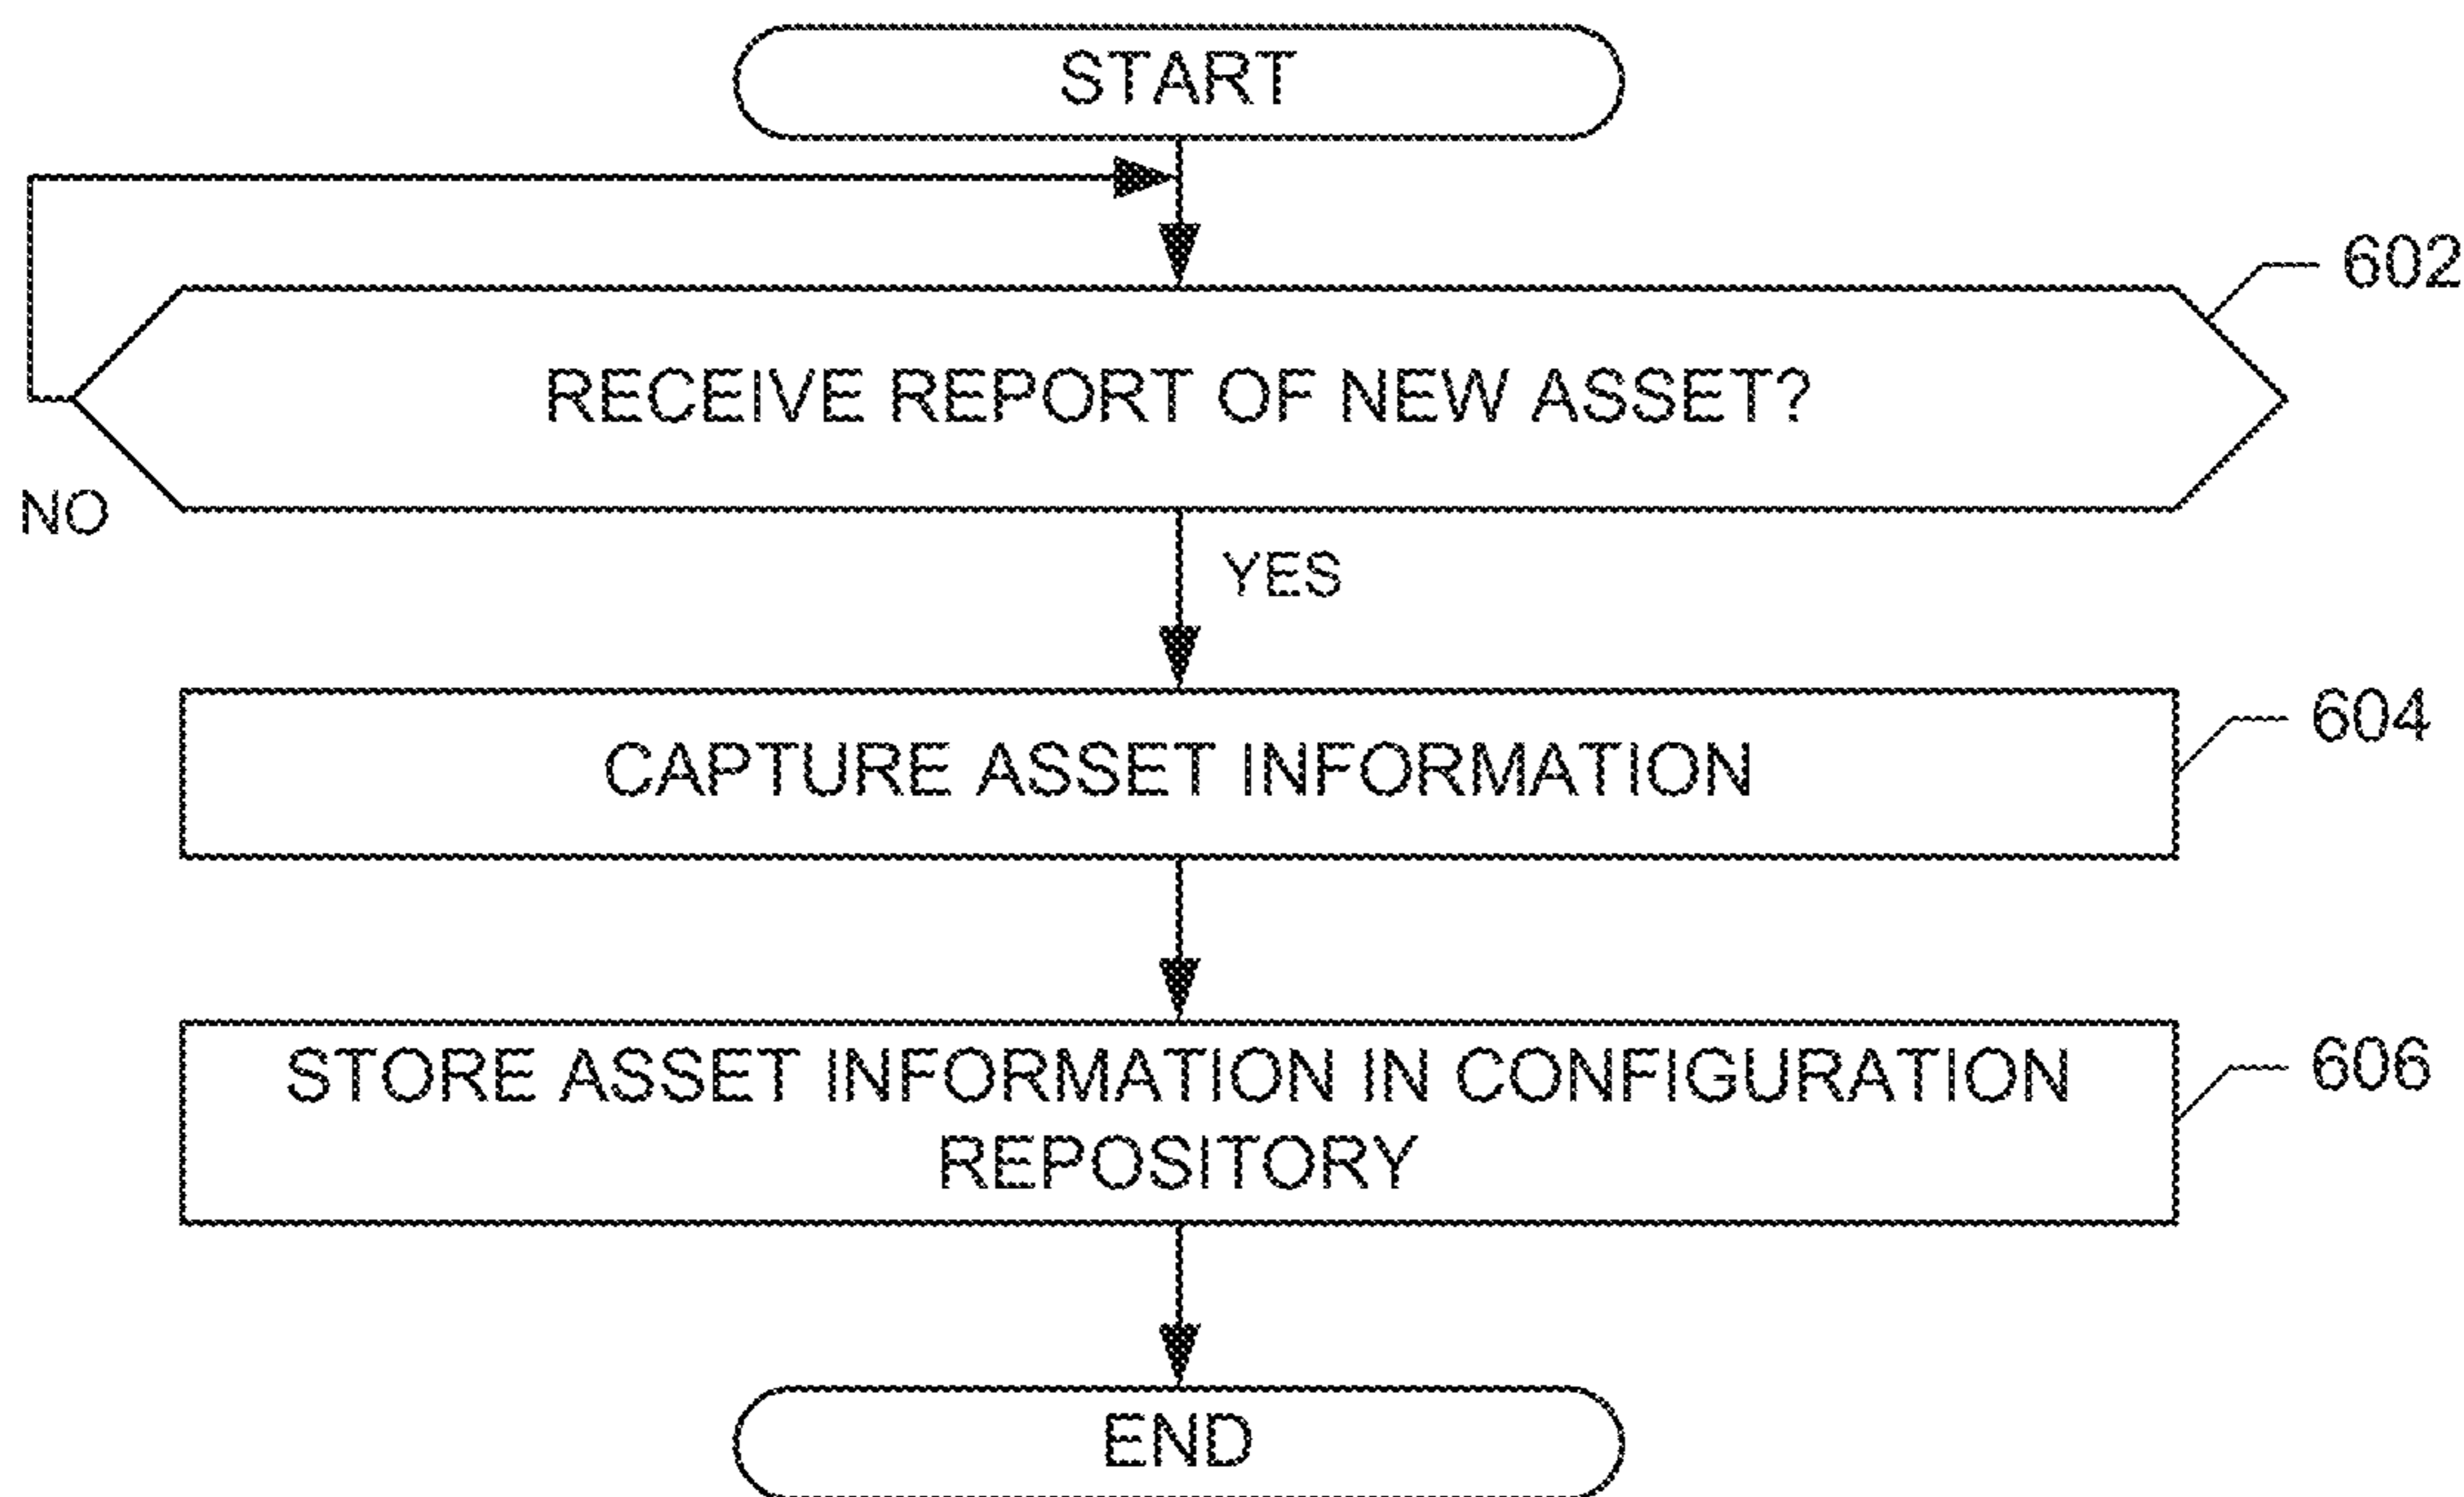 START
602
RECEIVE REPORT OF NEW ASSET?
NO
YES
604
CAPTURE ASSET INFORMATION
606
STORE ASSET INFORMATION IN CONFIGURATION
REPOSITORY
END